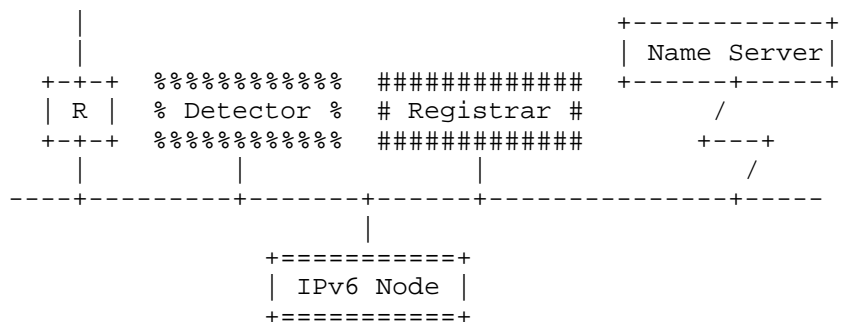 Name Server
R
Detector
Registrar
IPv6 Node